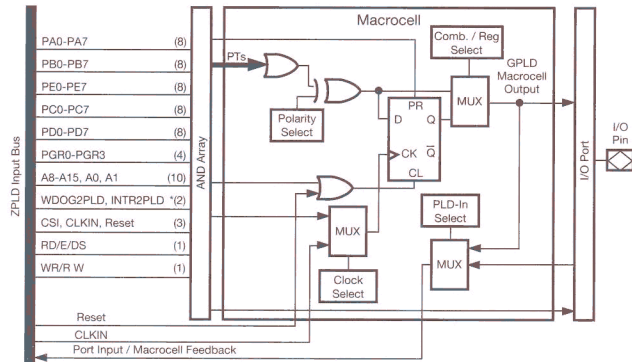 Macrocell
ZPLD Input Bus
PA0-PA7 (8)
PB0-PB7 (8)
PE0-PE7 (8)
PC0-PC7 (8)
PD0-PD7 (8)
PGR0-PGR3 (4)
A8-A15, A0, A1 (10)
WDOG2PLD, INTR2PLD *(2)
CSI, CLKIN, Reset (3)
RD/E/DS (1)
WR/R W (1)
Reset
CLKIN
Port Input / Macrocell Feedback
AND Array
PTs
Polarity
Select
Comb. / Reg
Select
MUX
GPLD
Macrocell
Output
PR
D Q
CK Q
CL
MUX
Clock
Select
PLD-In
Select
MUX
I/O Port
I/O
Pin